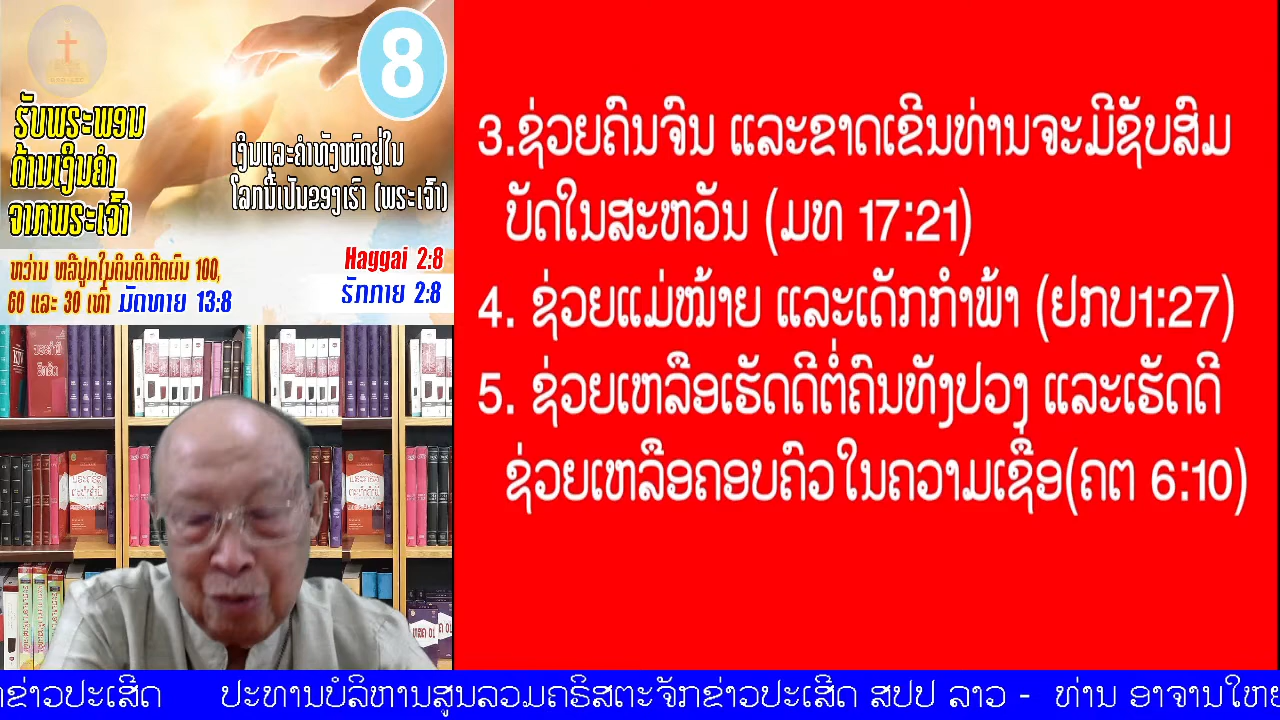 8
ຮັບພຣະພອນ
ດ້ານເງິນຄຳ
ຈາກພຣະເຈົ້າ
ເງິນແລະຄຳທັງໝົດຢູ່ໃນ
ໂລກນີ້ເປັນຂອງເຮົາ (ພຣະເຈົ້າ)
Haggai 2:8
ຮັກກາຍ 2:8
ຫວ່ານ ຫລືປູກໃນດິນດີເກີດຜົນ 100,
60 ແລະ 30 ເທົ່າ ມັດທາຍ 13:8
3.ຊ່ວຍຄົນຈົນ ແລະຂາດເຂີນທ່ານຈະມີຊັບສົມ
ບັດໃນສະຫວັນ (ມທ 17:21)
4. ຊ່ວຍແມ່ໝ້າຍ ແລະເດັກກຳພ້າ (ຢກບ1:27)
5. ຊ່ວຍເຫລືອເຮັດດີຕໍ່ຄົນທັງປວງ ແລະເຮັດດີ
ຊ່ວຍເຫລືອຄອບຄົວໃນຄວາມເຊື່ອ(ຄຕ 6:10)
ຂ່າວປະເສີດ ປະທານບໍລິຫານສູນລວມຄຣິສຕະຈັກຂ່າວປະເສີດ ສປປ ລາວ - ທ່ານ ອາຈານໃຫຍ